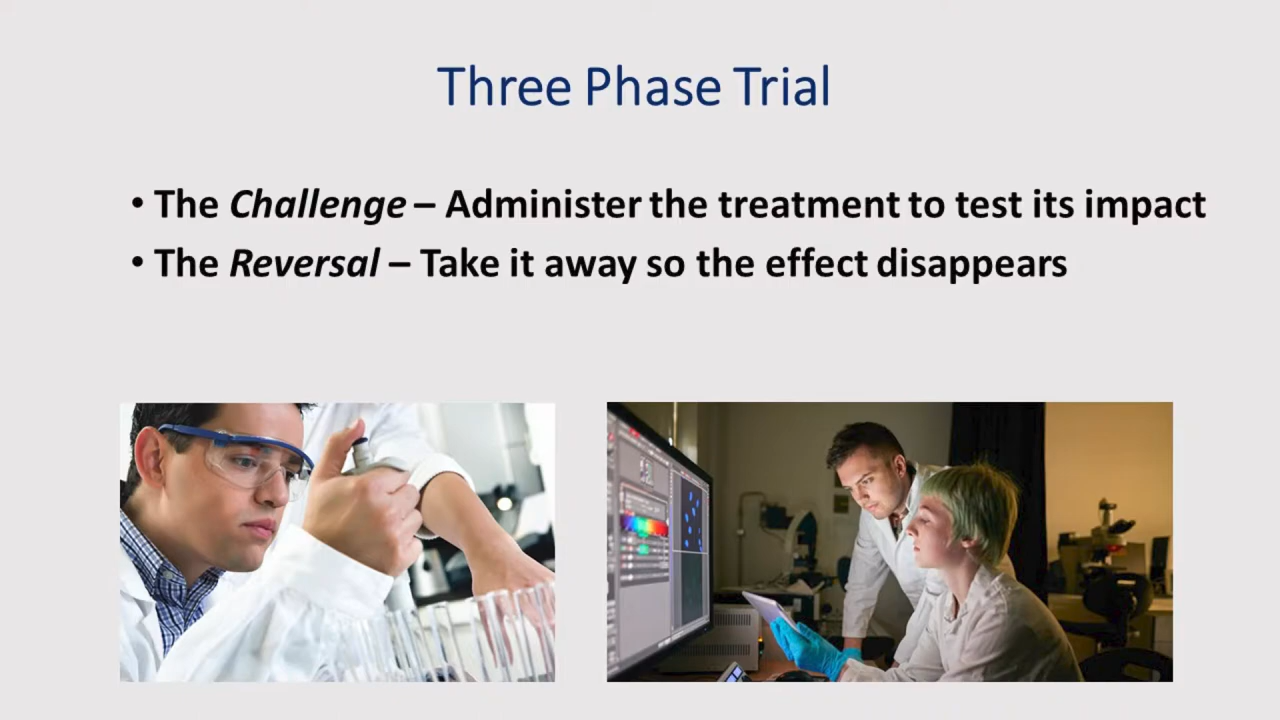 Three Phase Trial
• The Challenge – Administer the treatment to test its impact
• The Reversal – Take it away so the effect disappears